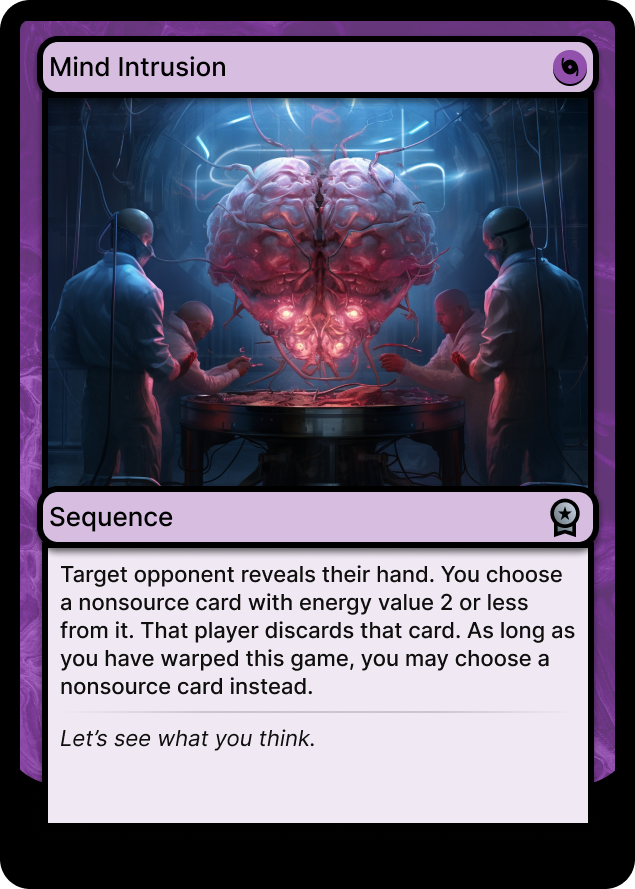 Mind Intrusion
Sequence
Target opponent reveals their hand. You choose
a nonsource card with energy value 2 or less
from it. That player discards that card. As long as
you have warped this game, you may choose a
nonsource card instead.
Let’s see what you think.